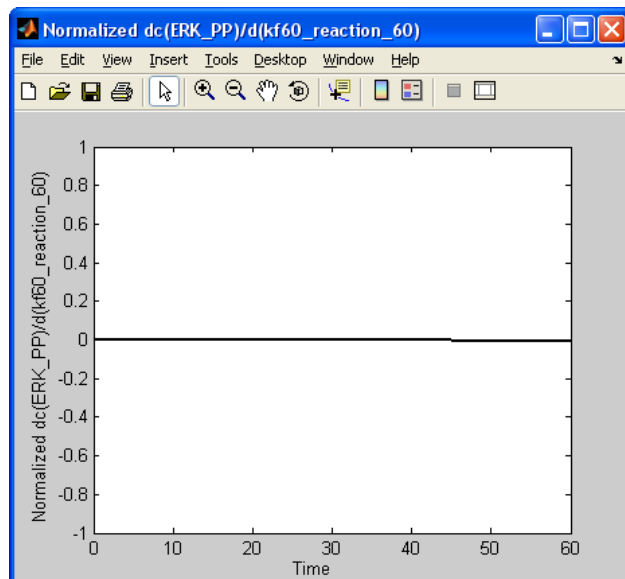 Normalized dc(ERK_PP)/d(kf60_reaction_60)
File Edit View Insert Tools Desktop Window Help
Normalized dc(ERK_PP)/d(kf60_reaction_60)
1
0.8
0.6
0.4
0.2
0
-0.2
-0.4
-0.6
-0.8
-1
0 10 20 30 40 50 60
Time